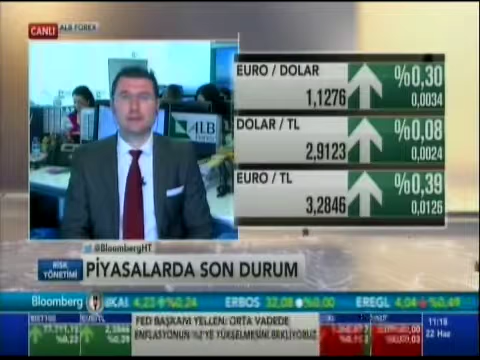 CANLI
ALB FOREX
EURO / DOLAR
1,1276
%0,30
0,0034
DOLAR / TL
2,9123
%0,08
0,0024
EURO / TL
3,2846
%0,39
0,0126
ALB
@BloombergHT
RİSK
YÖNETİMİ
PİYASALARDA SON DURUM
Bloomberg
4,23 %0,24
ERBOS 32,08 %0,00
EREGL 4,04 %0,49
FED BAŞKANI YELLEN: ORTA VADEDE
ENFLASYONUN %2'YE YÜKSELMESİNİ BEKLİYORUZ
11:18
22 Haz